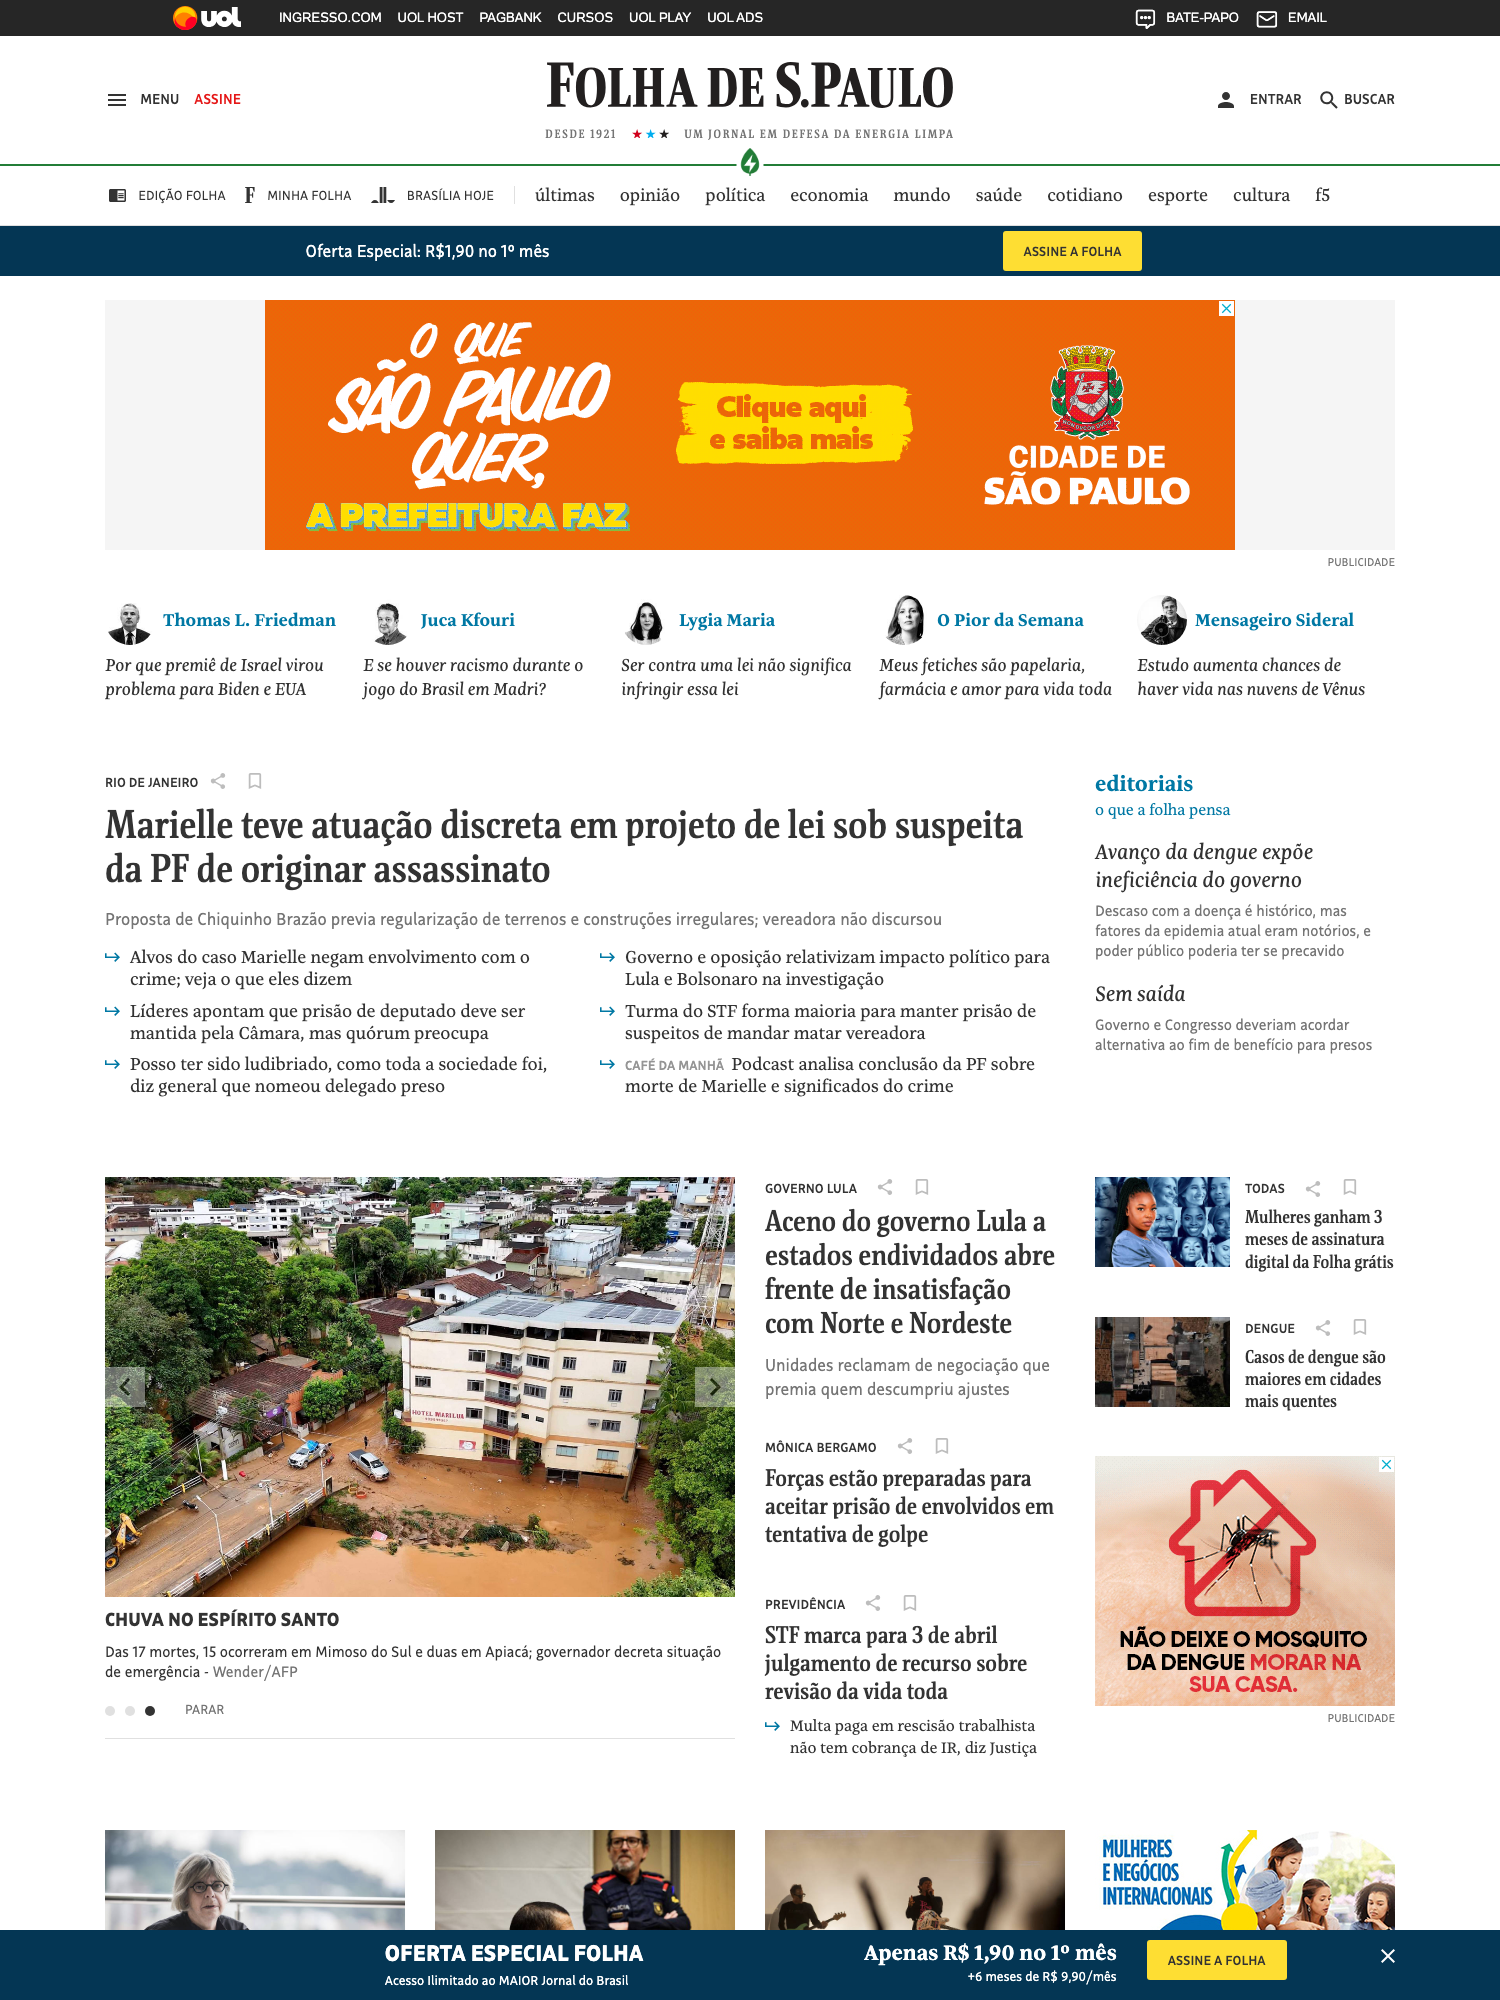 uol INGRESSO.COM UOL HOST PAGBANK CURSOS UOL PLAY UOL ADS BATE-PAPO EMAIL
MENU ASSINE
FOLHA DE S.PAULO
ENTRAR BUSCAR
DESDE 1921 ★★★ UM JORNAL EM DEFESA DA ENERGIA LIMPA
EDIÇÃO FOLHA F MINHA FOLHA BRASÍLIA HOJE últimas opinião política economia mundo saúde cotidiano esporte cultura f5
Oferta Especial: R$1,90 no 1º mês ASSINE A FOLHA
O QUE
SÃO PAULO
QUER,
A PREFEITURA FAZ
Clique aqui
e saiba mais
CIDADE DE
SÃO PAULO
PUBLICIDADE
Thomas L. Friedman
Por que premiê de Israel virou
problema para Biden e EUA
Juca Kfouri
E se houver racismo durante o
jogo do Brasil em Madri?
Lygia Maria
Ser contra uma lei não significa
infringir essa lei
O Pior da Semana
Meus fetiches são papelaria,
farmácia e amor para vida toda
Mensageiro Sideral
Estudo aumenta chances de
haver vida nas nuvens de Vênus
RIO DE JANEIRO
Marielle teve atuação discreta em projeto de lei sob suspeita
da PF de originar assassinato
Proposta de Chiquinho Brazão previa regularização de terrenos e construções irregulares; vereadora não discursou
Alvos do caso Marielle negam envolvimento com o
crime; veja o que eles dizem
Líderes apontam que prisão de deputado deve ser
mantida pela Câmara, mas quórum preocupa
Posso ter sido ludibriado, como toda a sociedade foi,
diz general que nomeou delegado preso
Governo e oposição relativizam impacto político para
Lula e Bolsonaro na investigação
Turma do STF forma maioria para manter prisão de
suspeitos de mandar matar vereadora
CAFÉ DA MANHÃ Podcast analisa conclusão da PF sobre
morte de Marielle e significados do crime
editoriais
o que a folha pensa
Avanço da dengue expõe
ineficiência do governo
Descaso com a doença é histórico, mas
fatores da epidemia atual eram notórios, e
poder público poderia ter se precavido
Sem saída
Governo e Congresso deveriam acordar
alternativa ao fim de benefício para presos
HOTEL MARILUA
CHUVA NO ESPÍRITO SANTO
Das 17 mortes, 15 ocorreram em Mimoso do Sul e duas em Apiacá; governador decreta situação
de emergência - Wender/AFP
PARAR
GOVERNO LULA
Aceno do governo Lula a
estados endividados abre
frente de insatisfação
com Norte e Nordeste
Unidades reclamam de negociação que
premia quem descumpriu ajustes
MÔNICA BERGAMO
Forças estão preparadas para
aceitar prisão de envolvidos em
tentativa de golpe
PREVIDÊNCIA
STF marca para 3 de abril
julgamento de recurso sobre
revisão da vida toda
Multa paga em rescisão trabalhista
não tem cobrança de IR, diz Justiça
TODAS
Mulheres ganham 3
meses de assinatura
digital da Folha grátis
DENGUE
Casos de dengue são
maiores em cidades
mais quentes
NÃO DEIXE O MOSQUITO
DA DENGUE MORAR NA
SUA CASA.
PUBLICIDADE
MULHERES
E NEGÓCIOS
INTERNACIONAIS
OFERTA ESPECIAL FOLHA
Acesso Ilimitado ao MAIOR Jornal do Brasil
Apenas R$ 1,90 no 1º mês
+6 meses de R$ 9,90/mês
ASSINE A FOLHA